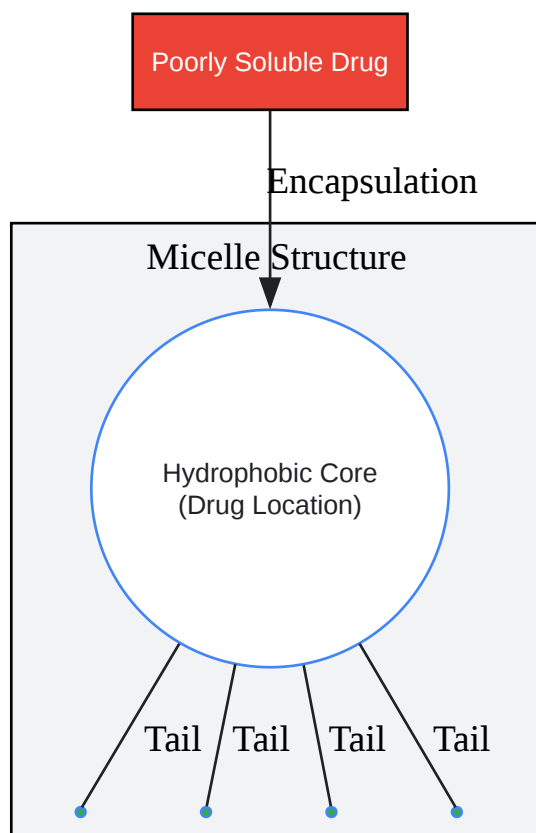 Poorly Soluble Drug
Encapsulation
Micelle Structure
Hydrophobic Core
(Drug Location)
Tail Tail Tail Tail